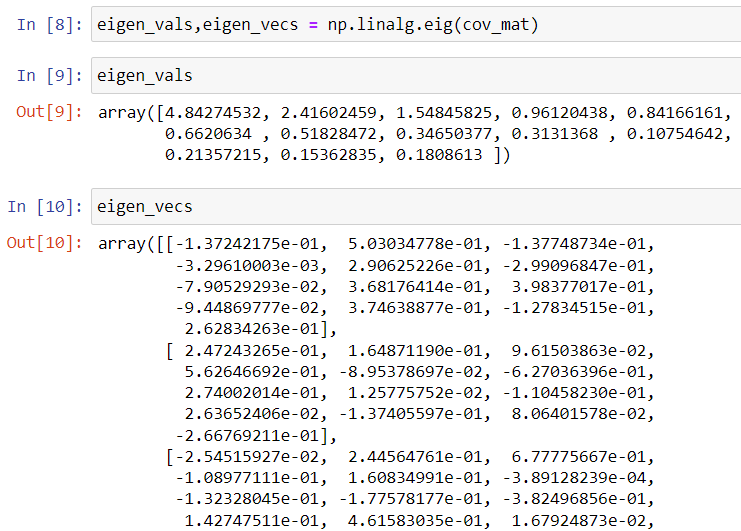 In [8]: eigen_vals,eigen_vecs = np.linalg.eig(cov_mat)
In [9]: eigen_vals
Out[9]: array([4.84274532, 2.41602459, 1.54845825, 0.96120438, 0.84166161,
0.6620634 , 0.51828472, 0.34650377, 0.3131368 , 0.10754642,
0.21357215, 0.15362835, 0.1808613 ])
In [10]: eigen_vecs
Out[10]: array([[-1.37242175e-01, 5.03034778e-01, -1.37748734e-01,
-3.29610003e-03, 2.90625226e-01, -2.99096847e-01,
-7.90529293e-02, 3.68176414e-01, 3.98377017e-01,
-9.44869777e-02, 3.74638877e-01, -1.27834515e-01,
2.62834263e-01],
[ 2.47243265e-01, 1.64871190e-01, 9.61503863e-02,
5.62646692e-01, -8.95378697e-02, -6.27036396e-01,
2.74002014e-01, 1.25775752e-02, -1.10458230e-01,
2.63652406e-02, -1.37405597e-01, 8.06401578e-02,
-2.66769211e-01],
[-2.54515927e-02, 2.44564761e-01, 6.77775667e-01,
-1.08977111e-01, 1.60834991e-01, -3.89128239e-04,
-1.32328045e-01, -1.77578177e-01, -3.82496856e-01,
1.42747511e-01, 4.61583035e-01, 1.67924873e-02,